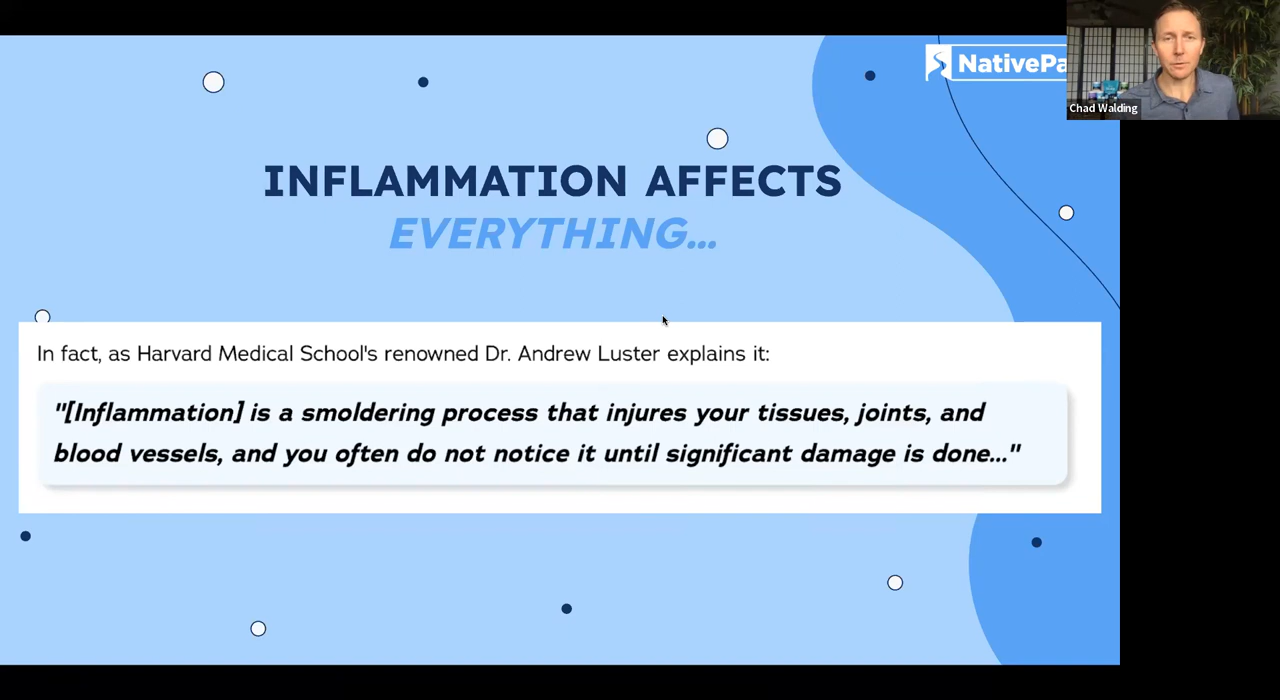 NativePa
Chad Walding
INFLAMMATION AFFECTS
EVERYTHING...
In fact, as Harvard Medical School's renowned Dr. Andrew Luster explains it:
"[Inflammation] is a smoldering process that injures your tissues, joints, and
blood vessels, and you often do not notice it until significant damage is done..."